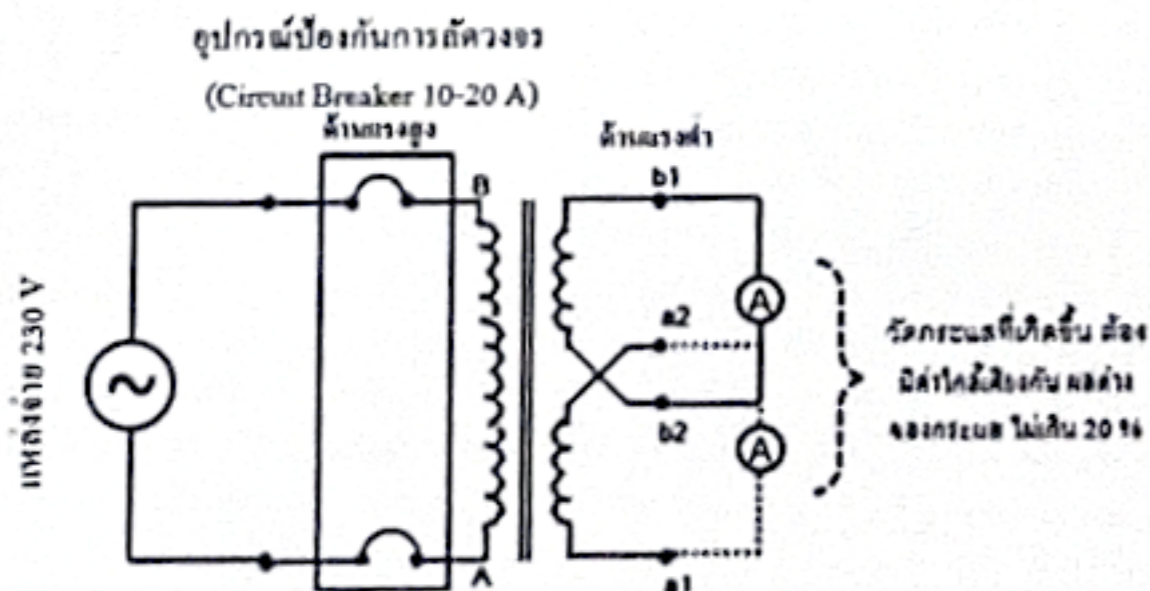 อุปกรณ์ป้องกันการลัดวงจร
(Circuit Breaker 10-20 A)
ด้านแรงสูง
ด้านแรงต่ำ
B
b1
A
a2
แหล่งจ่าย 230 V
วัดกระแสที่เกิดขึ้น ต้อง
มีค่าใกล้เคียงกัน ผลต่าง
ของกระแส ไม่เกิน 20 %
b2
A
A
a1